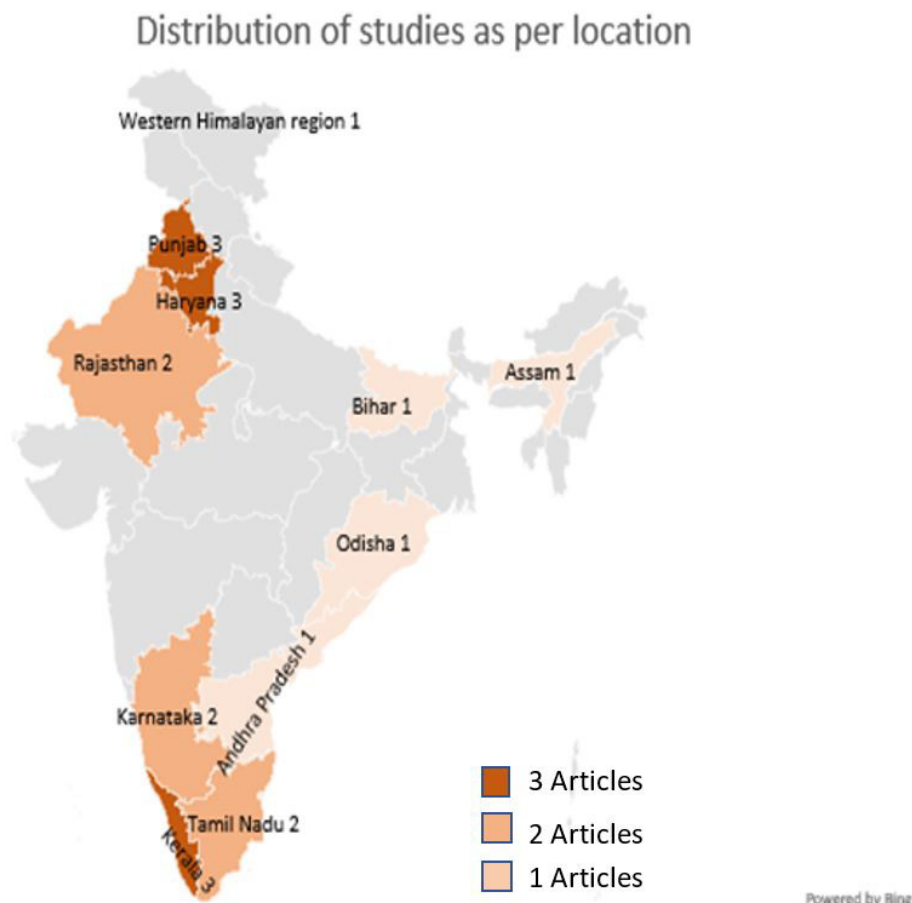 Distribution of studies as per location
Western Himalayan region 1
Punjab 3
Haryana 3
Rajasthan 2
Assam 1
Bihar 1
Odisha 1
Andhra Pradesh 1
Karnataka 2
Tamil Nadu 2
Kerala 3
3 Articles
2 Articles
1 Articles
Powered by Bing